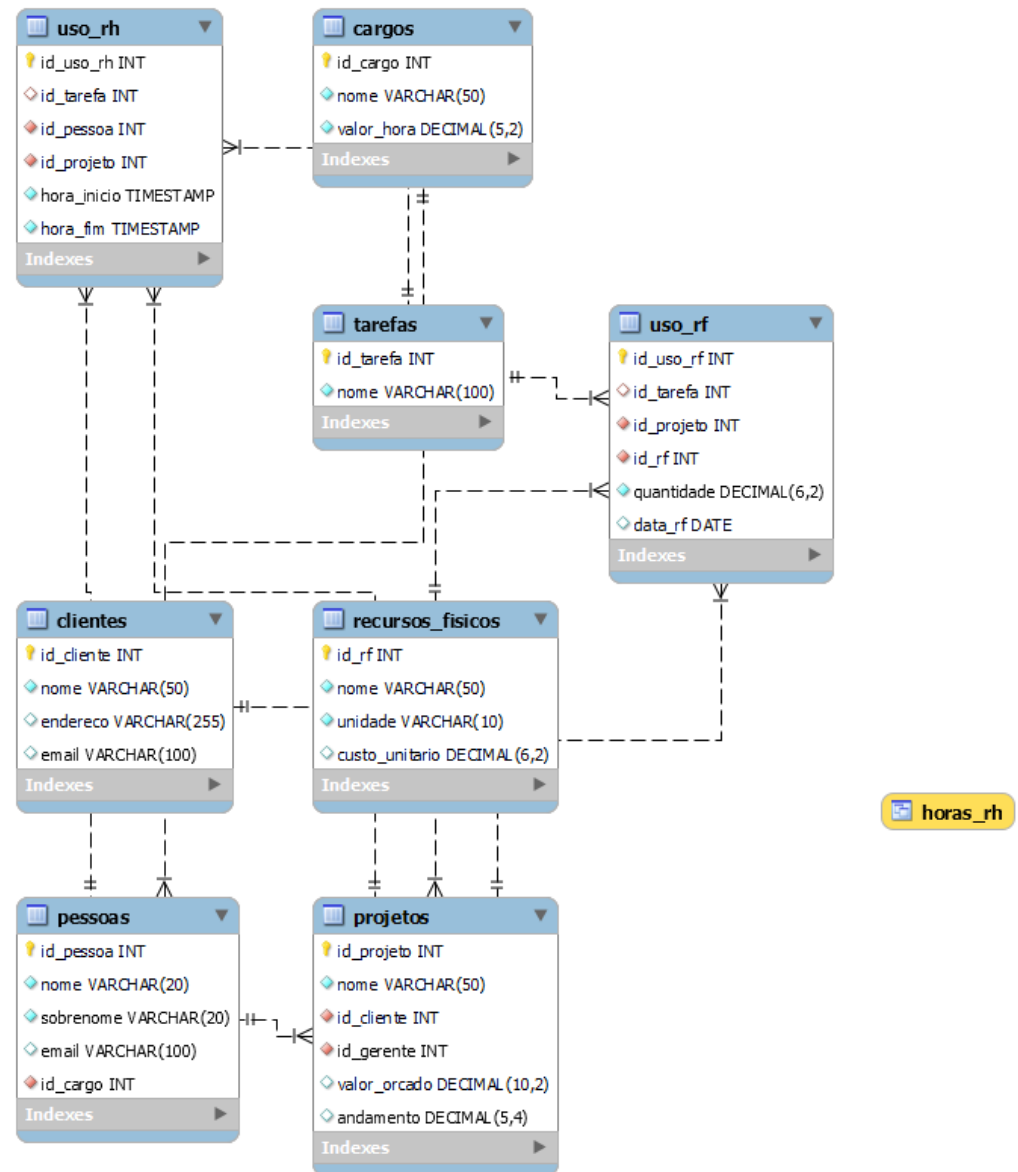 uso_rh
id_uso_rh INT
id_tarefa INT
id_pessoa INT
id_projeto INT
hora_inicio TIMESTAMP
hora_fim TIMESTAMP
Indexes
cargos
id_cargo INT
nome VARCHAR(50)
valor_hora DECIMAL(5,2)
Indexes
tarefas
id_tarefa INT
nome VARCHAR(100)
Indexes
uso_rf
id_uso_rf INT
id_tarefa INT
id_projeto INT
id_rf INT
quantidade DECIMAL(6,2)
data_rf DATE
Indexes
clientes
id_cliente INT
nome VARCHAR(50)
endereco VARCHAR(255)
email VARCHAR(100)
Indexes
recursos_fisicos
id_rf INT
nome VARCHAR(50)
unidade VARCHAR(10)
custo_unitario DECIMAL(6,2)
Indexes
horas_rh
pessoas
id_pessoa INT
nome VARCHAR(20)
sobrenome VARCHAR(20)
email VARCHAR(100)
id_cargo INT
Indexes
projetos
id_projeto INT
nome VARCHAR(50)
id_cliente INT
id_gerente INT
valor_orcado DECIMAL(10,2)
andamento DECIMAL(5,4)
Indexes